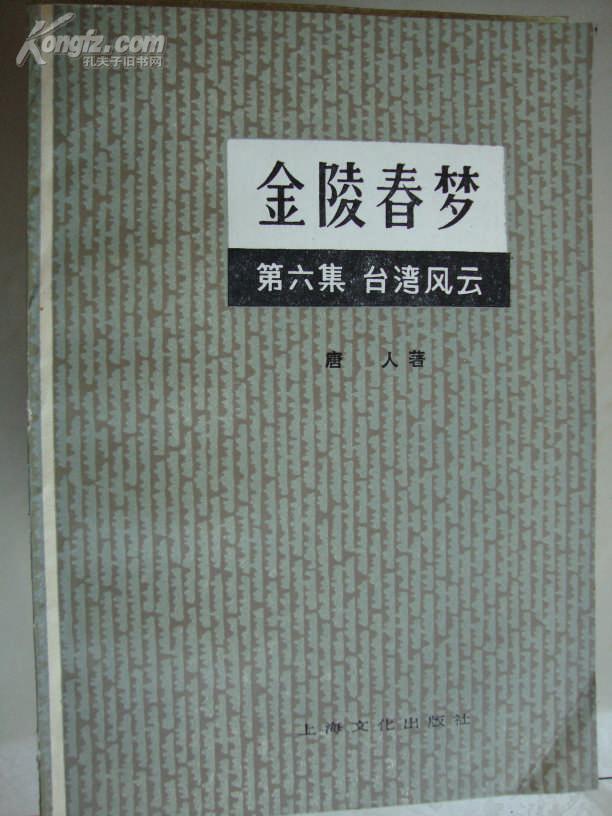 Kongfz.com
孔夫子旧书网
金陵春梦
第六集 台湾风云
唐 人 著
上海文化出版社